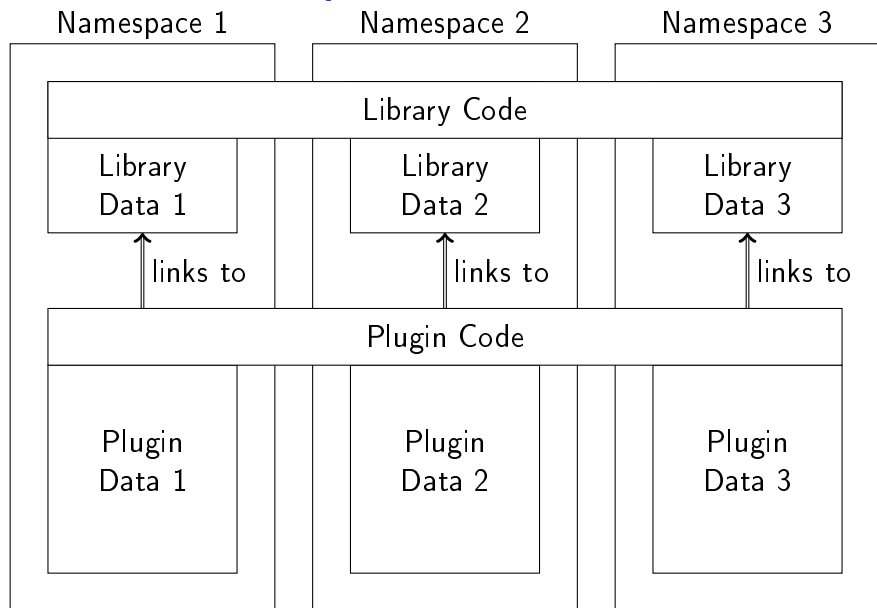 Namespace 1
Namespace 2
Namespace 3
Library Code
Library
Data 1
Library
Data 2
Library
Data 3
links to
links to
links to
Plugin Code
Plugin
Data 1
Plugin
Data 2
Plugin
Data 3